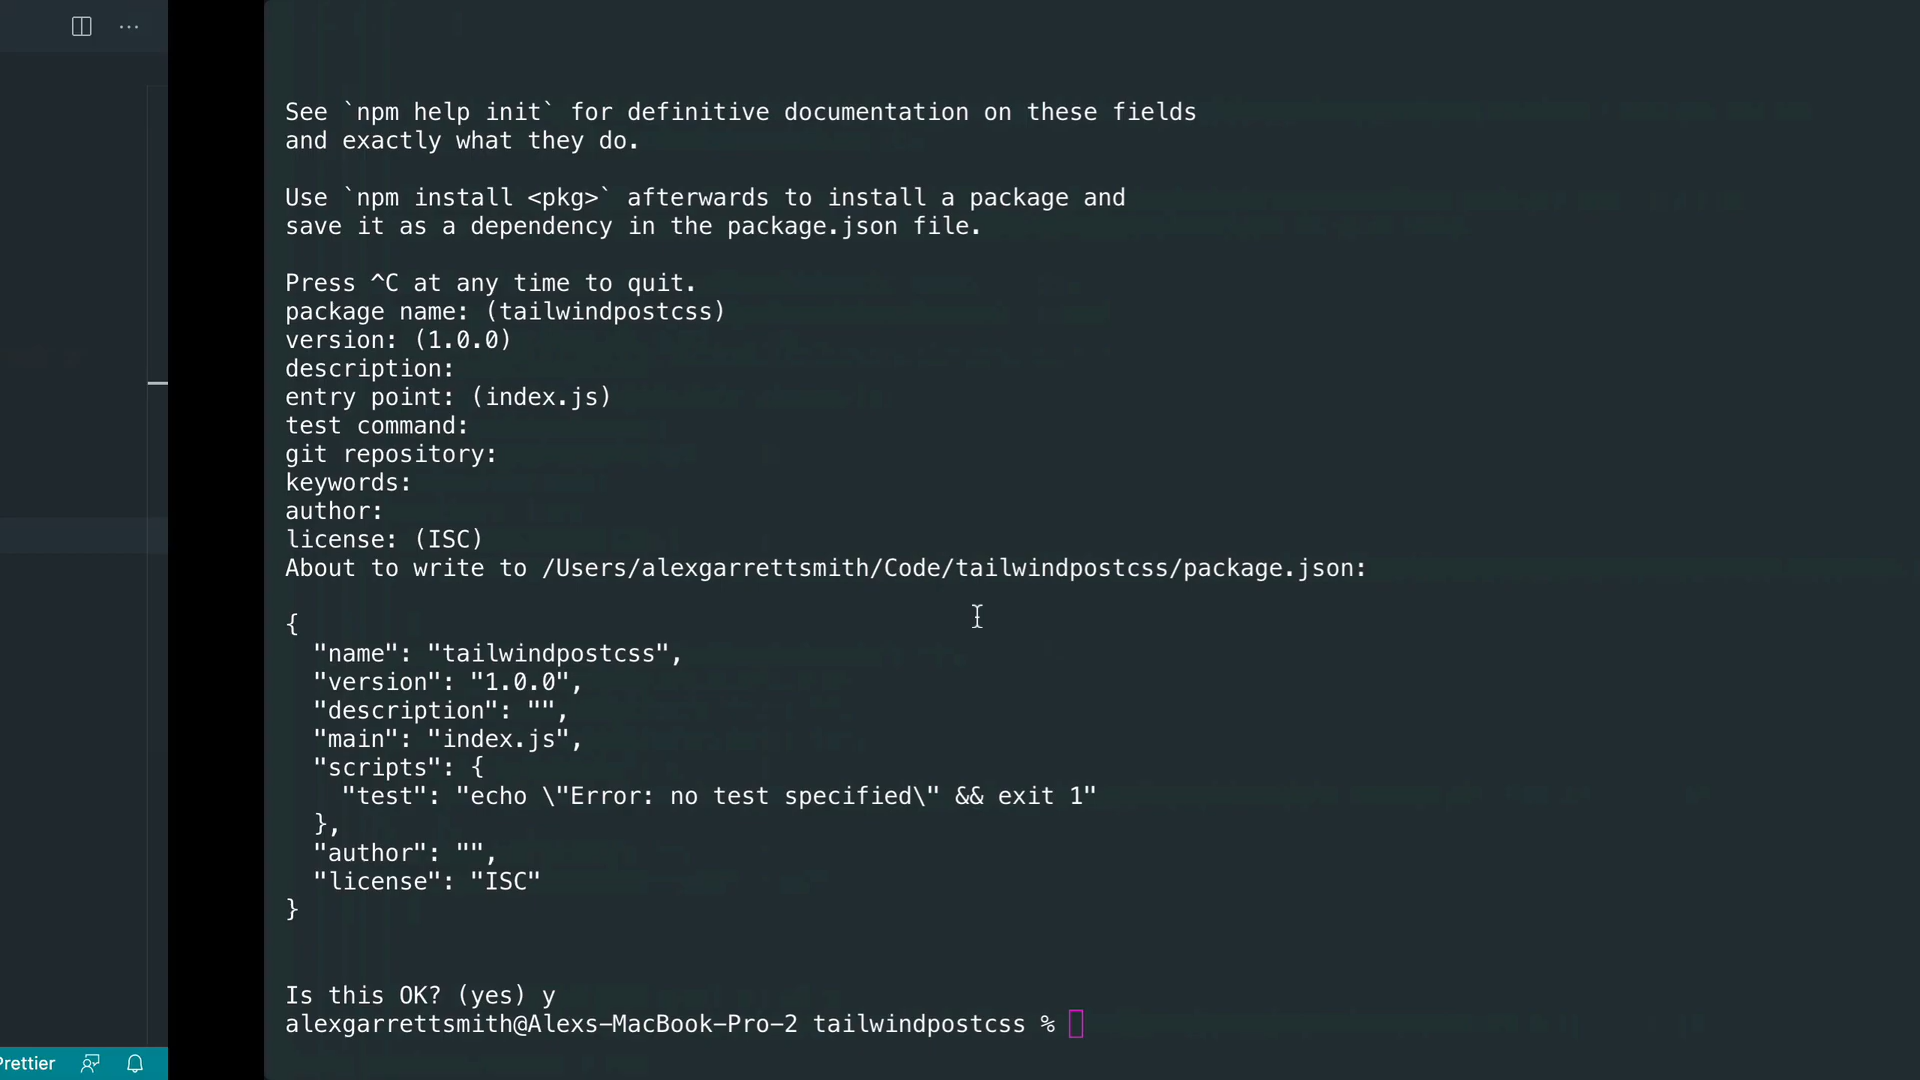 See `npm help init` for definitive documentation on these fields
and exactly what they do.
Use `npm install <pkg>` afterwards to install a package and
save it as a dependency in the package.json file.
Press ^C at any time to quit.
package name: (tailwindpostcss)
version: (1.0.0)
description:
entry point: (index.js)
test command:
git repository:
keywords:
author:
license: (ISC)
About to write to /Users/alexgarrettsmith/Code/tailwindpostcss/package.json:
{
  "name": "tailwindpostcss",
  "version": "1.0.0",
  "description": "",
  "main": "index.js",
  "scripts": {
    "test": "echo \"Error: no test specified\" && exit 1"
  },
  "author": "",
  "license": "ISC"
}
Is this OK? (yes) y
alexgarrettsmith@Alexs-MacBook-Pro-2 tailwindpostcss %
Prettier